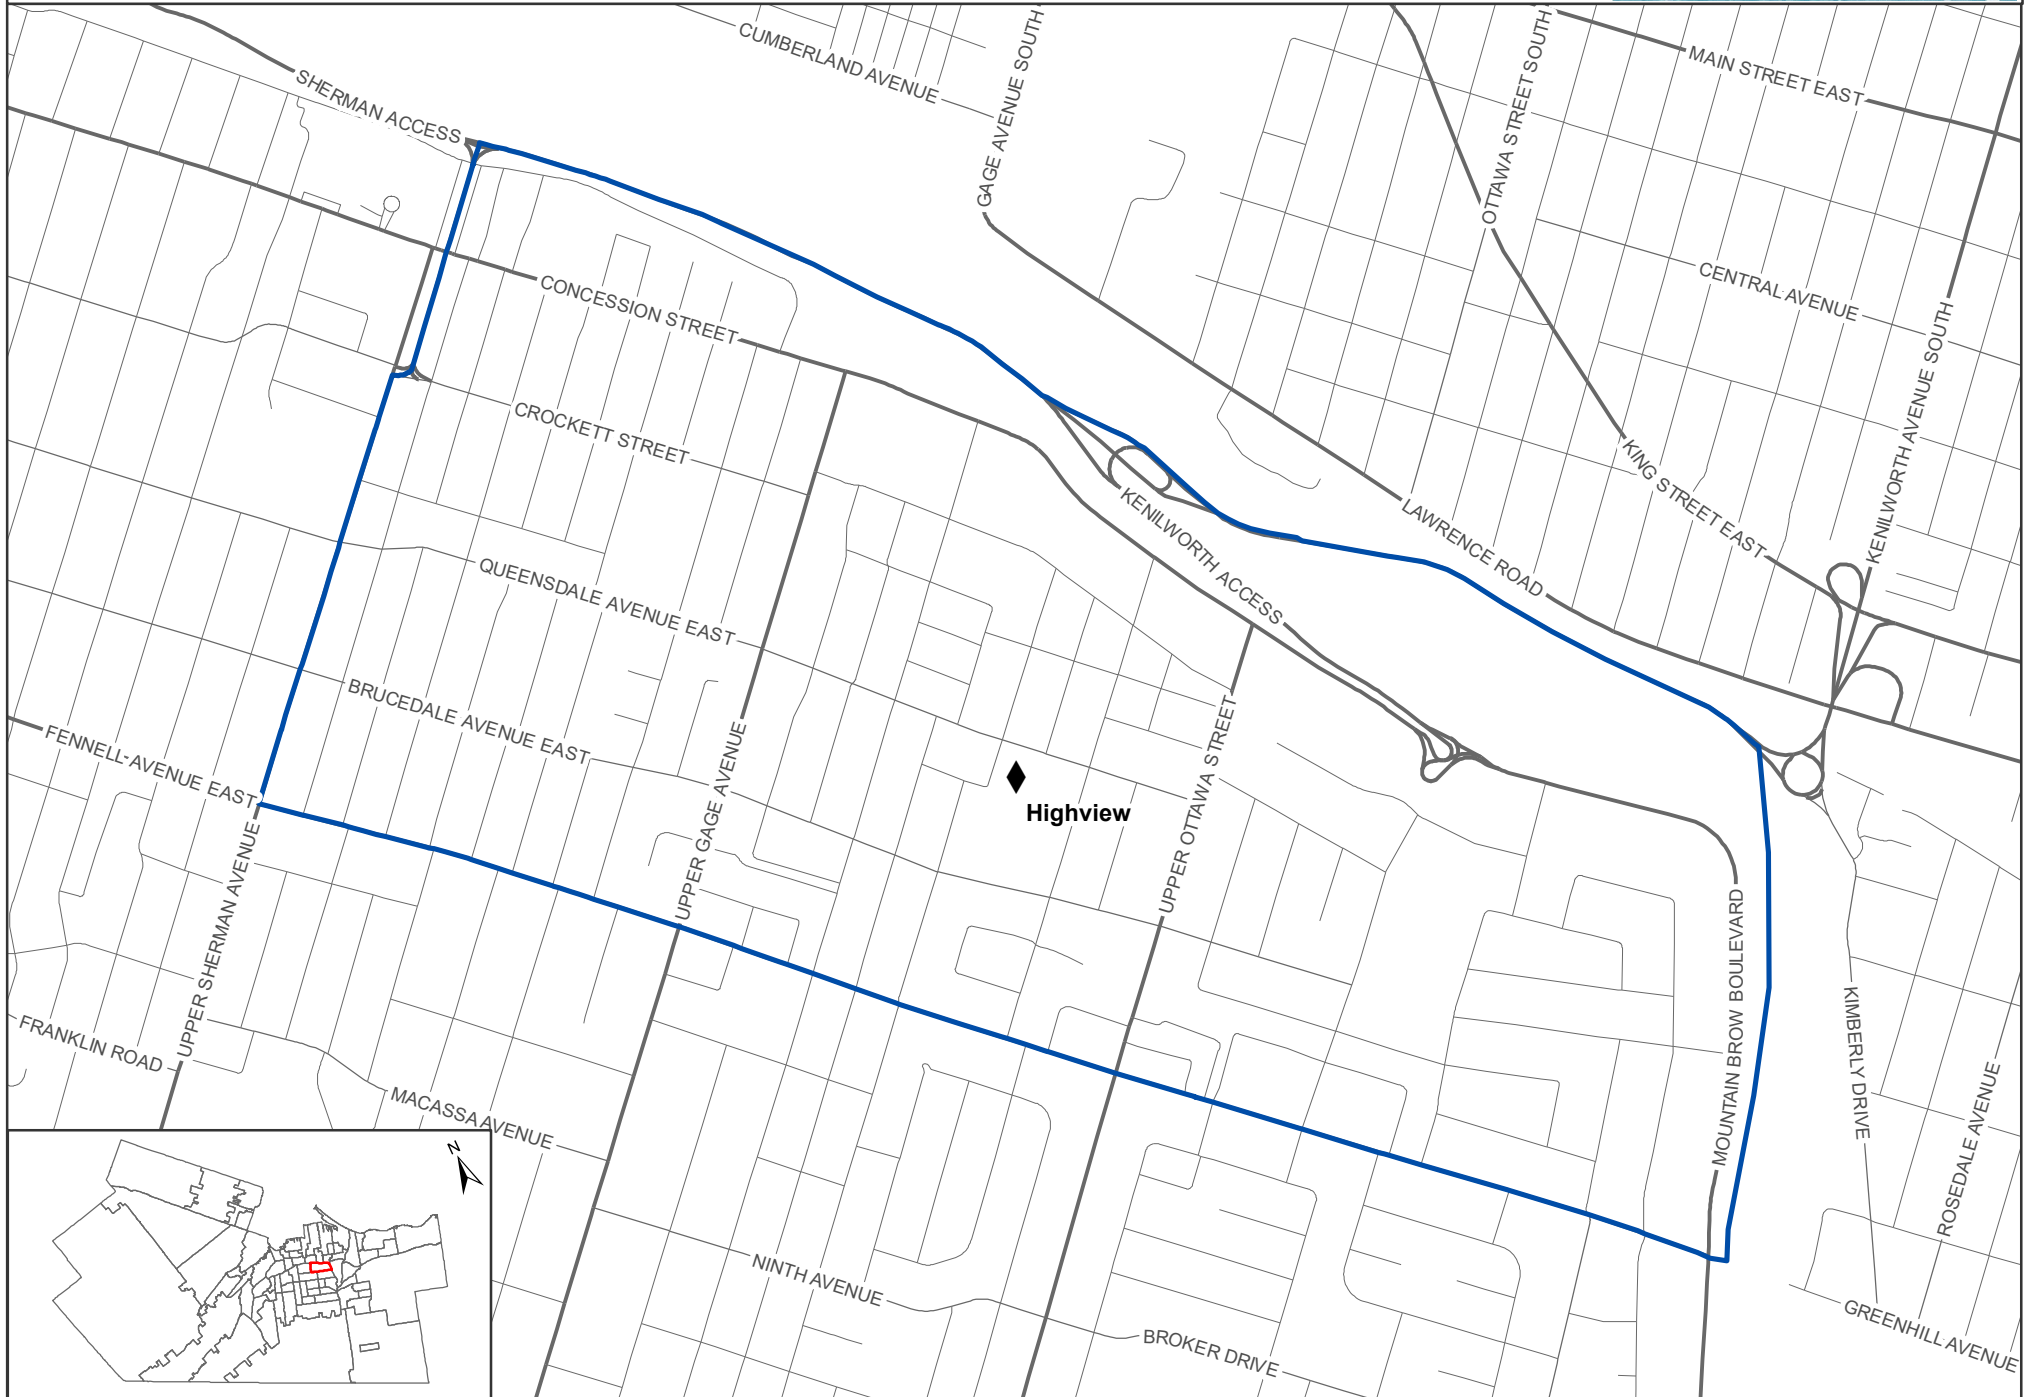 CUMBERLAND AVENUE
GAGE AVENUE SOUTH
OTTAWA STREET SOUTH
MAIN STREET EAST
SHERMAN ACCESS
CENTRAL AVENUE
CONCESSION STREET
KENILWORTH AVENUE SOUTH
CROCKETT STREET
KING STREET EAST
LAWRENCE ROAD
KENILWORTH ACCESS
QUEENSDALE AVENUE EAST
BRUCEDALE AVENUE EAST
FENNELL AVENUE EAST
UPPER GAGE AVENUE
UPPER OTTAWA STREET
Highview
UPPER SHERMAN AVENUE
MOUNTAIN BROW BOULEVARD
KIMBERLY DRIVE
FRANKLIN ROAD
MACASSA AVENUE
ROSEDALE AVENUE
N
NINTH AVENUE
BROKER DRIVE
GREENHILL AVENUE